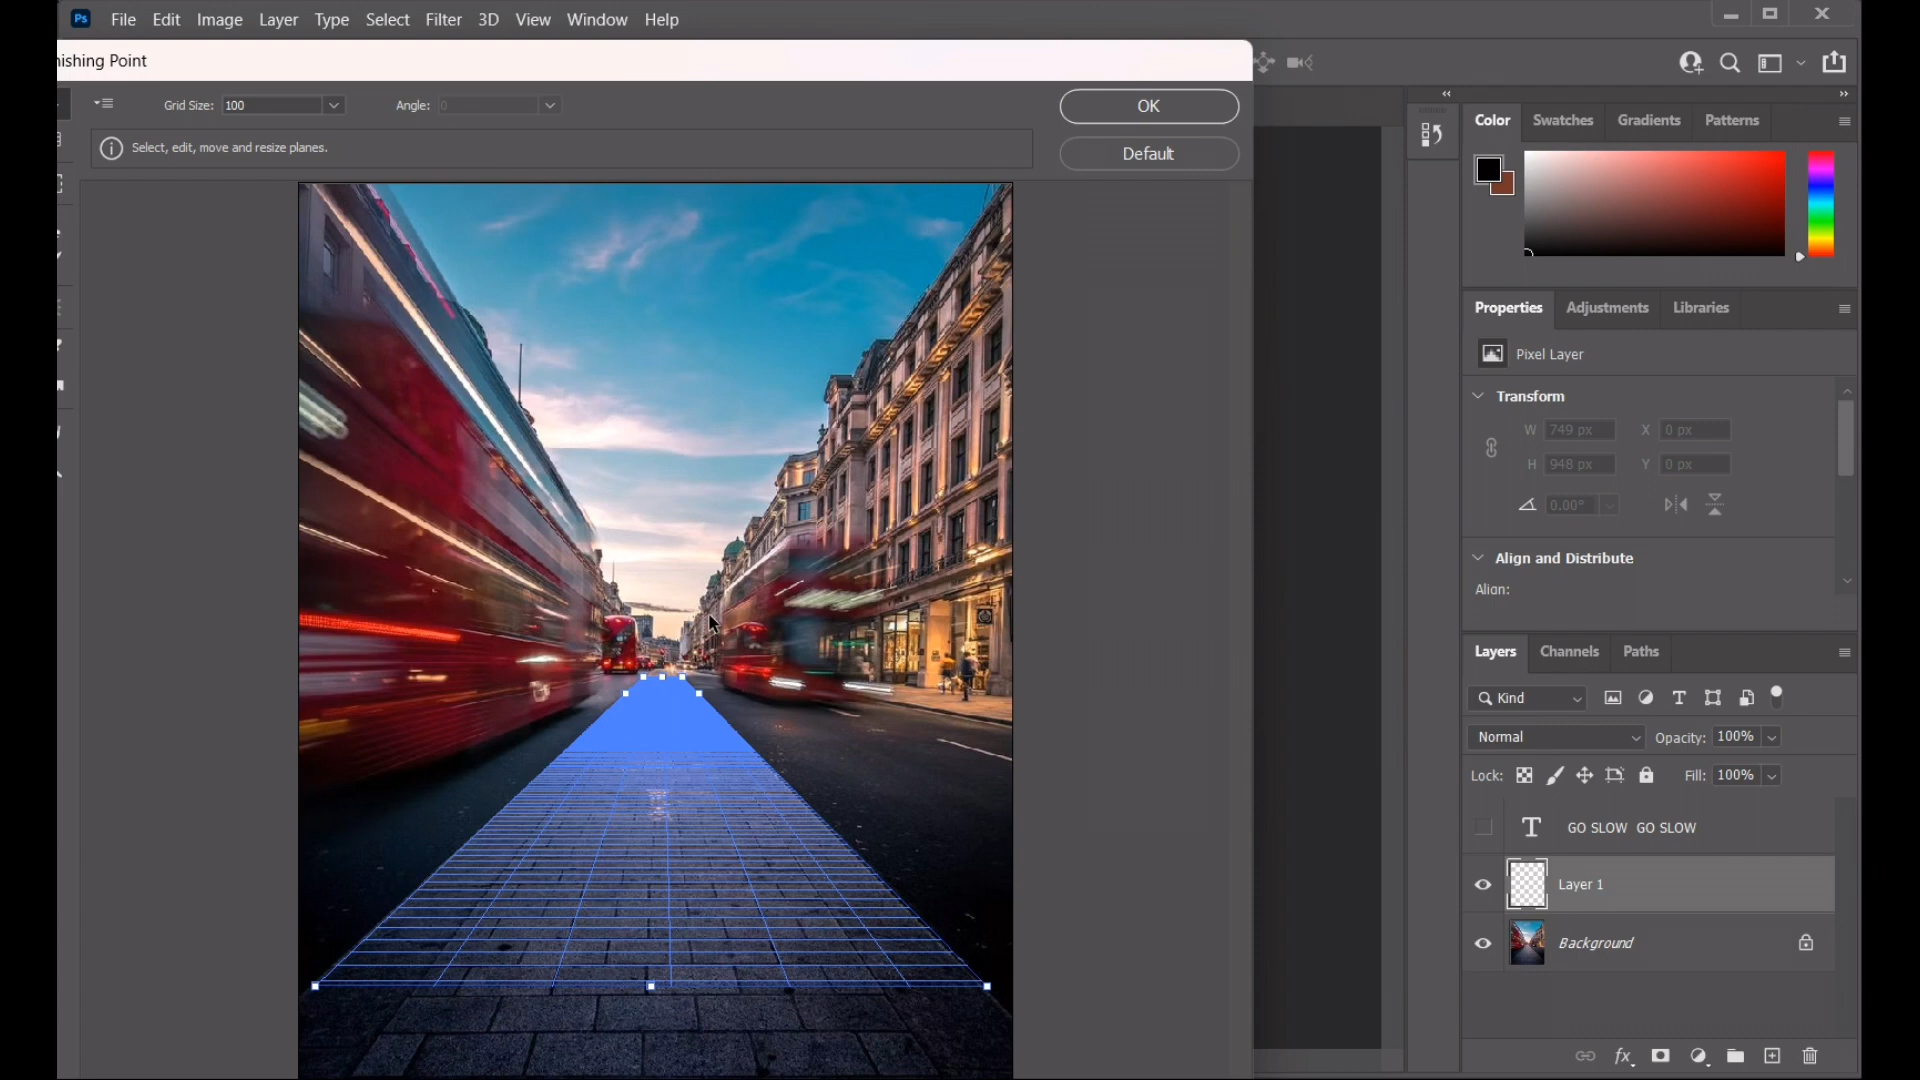 Ps File Edit Image Layer Type Select Filter 3D View Window Help
nishing Point
Grid Size: 100 Angle: 0 OK
Select, edit, move and resize planes.
Default
Color Swatches Gradients Patterns
Properties Adjustments Libraries
Pixel Layer
Transform
W 749 px X 0 px
H 948 px Y 0 px
0.00°
Align and Distribute
Align:
Layers Channels Paths
Kind T
Normal Opacity: 100%
Lock: Fill: 100%
T GO SLOW GO SLOW
Layer 1
Background
fx